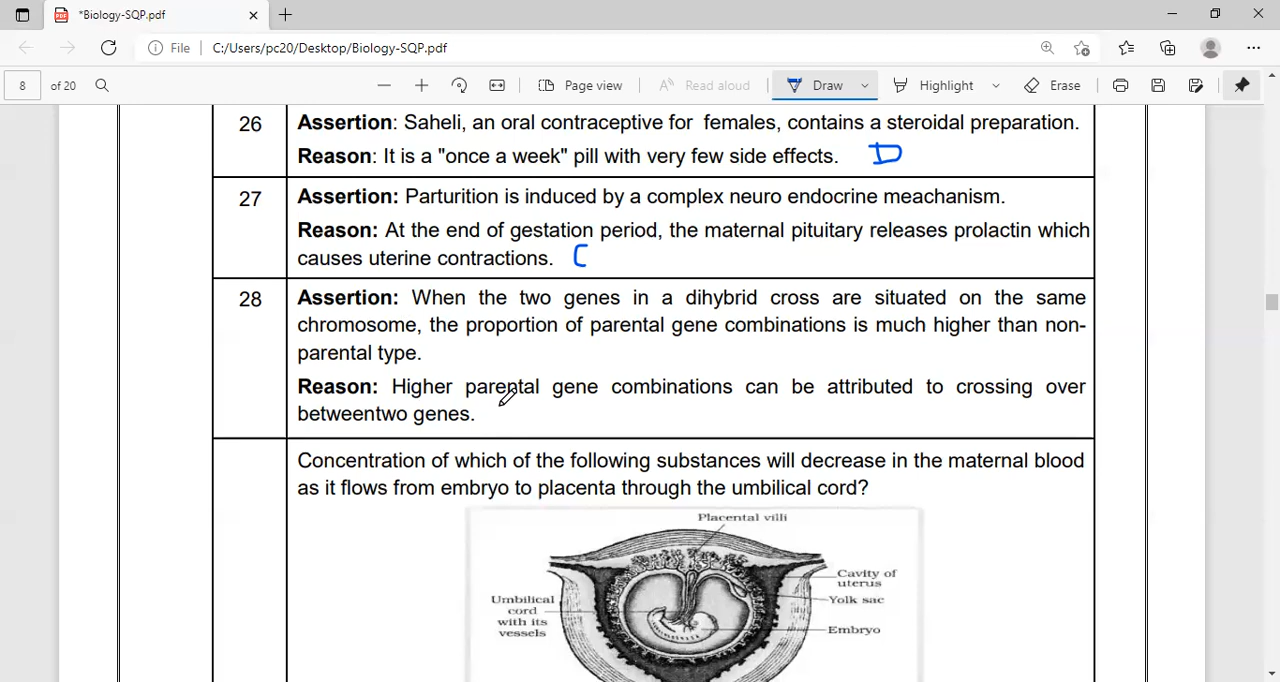 *Biology-SQP.pdf
File C:/Users/pc20/Desktop/Biology-SQP.pdf
8 of 20 Page view Read aloud Draw Highlight Erase
26 Assertion: Saheli, an oral contraceptive for females, contains a steroidal preparation.
Reason: It is a "once a week" pill with very few side effects. D
27 Assertion: Parturition is induced by a complex neuro endocrine meachanism.
Reason: At the end of gestation period, the maternal pituitary releases prolactin which
causes uterine contractions. C
28 Assertion: When the two genes in a dihybrid cross are situated on the same
chromosome, the proportion of parental gene combinations is much higher than non-
parental type.
Reason: Higher parental gene combinations can be attributed to crossing over
betweentwo genes.
Concentration of which of the following substances will decrease in the maternal blood
as it flows from embryo to placenta through the umbilical cord?
Placental villi
Cavity of
uterus
Yolk sac
Embryo
Umbilical
cord
with its
vessels